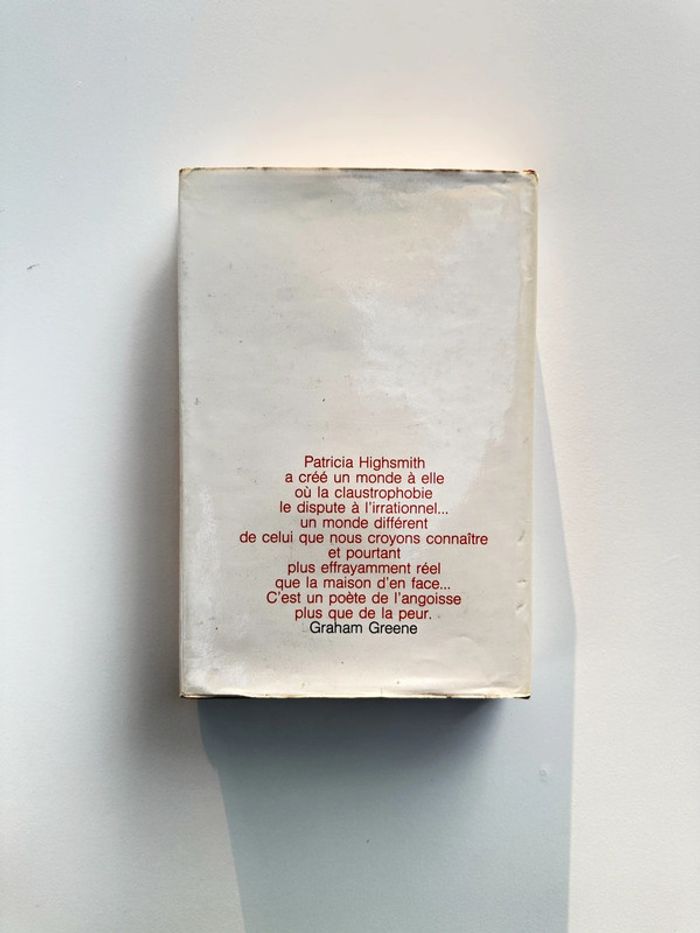 Patricia Highsmith
a créé un monde à elle
où la claustrophobie
le dispute à l'irrationnel...
un monde différent
de celui que nous croyons connaître
et pourtant
plus effrayamment réel
que la maison d'en face...
C'est un poète de l'angoisse
plus que de la peur.
Graham Greene